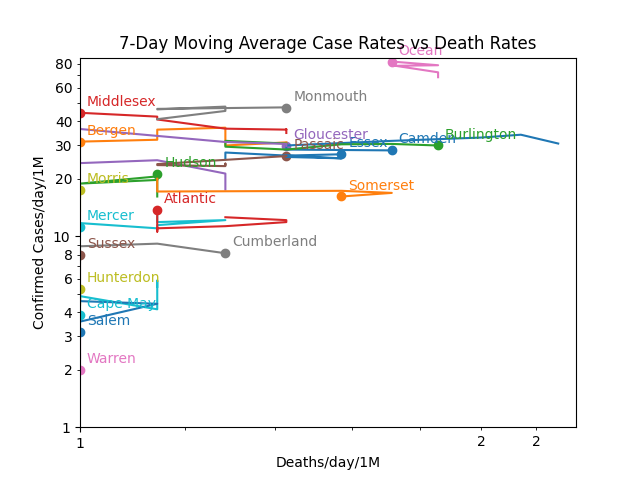 7-Day Moving Average Case Rates vs Death Rates
Ocean
80
60
40
30
20
10
8
6
4
3
2
1
Confirmed Cases/day/1M
Middlesex
Monmouth
Bergen
Gloucester
Burlington
Camden
Essex
Passaic
Hudson
Morris
Somerset
Atlantic
Mercer
Cumberland
Sussex
Hunterdon
Cape May
Salem
Warren
1
2
2
Deaths/day/1M